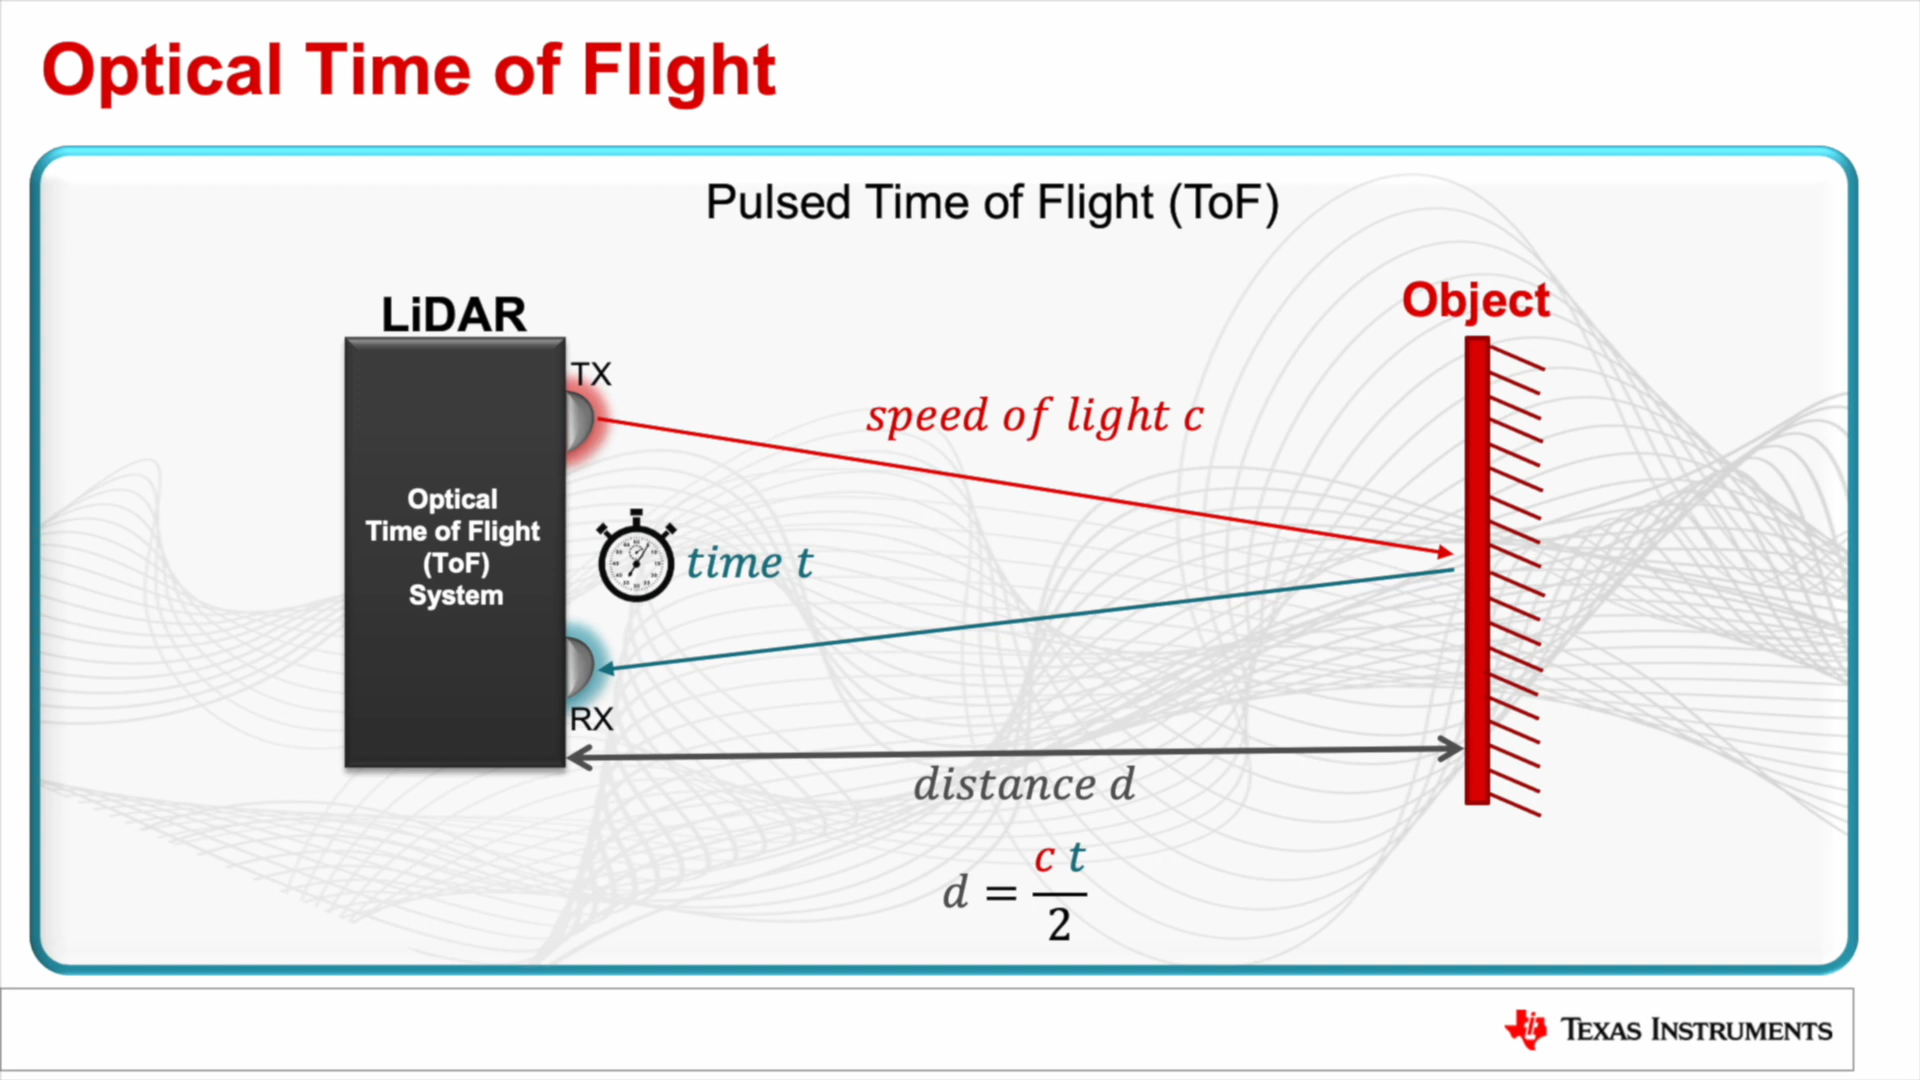 Optical Time of Flight
Pulsed Time of Flight (ToF)
LiDAR
Object
TX
speed of light c
Optical
Time of Flight
(ToF)
System
time t
RX
distance d
d = c t / 2
TEXAS INSTRUMENTS